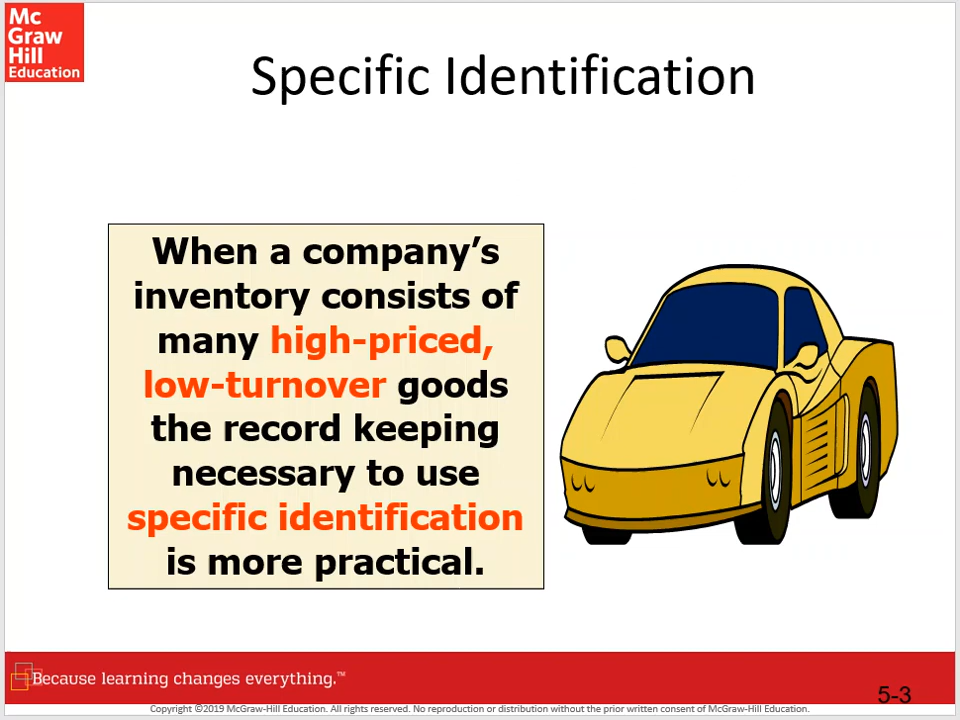 Mc
Graw
Hill
Education
Specific Identification
When a company’s
inventory consists of
many high-priced,
low-turnover goods
the record keeping
necessary to use
specific identification
is more practical.
Because learning changes everything.™
5-3
Copyright ©2019 McGraw-Hill Education. All rights reserved. No reproduction or distribution without the prior written consent of McGraw-Hill Education.